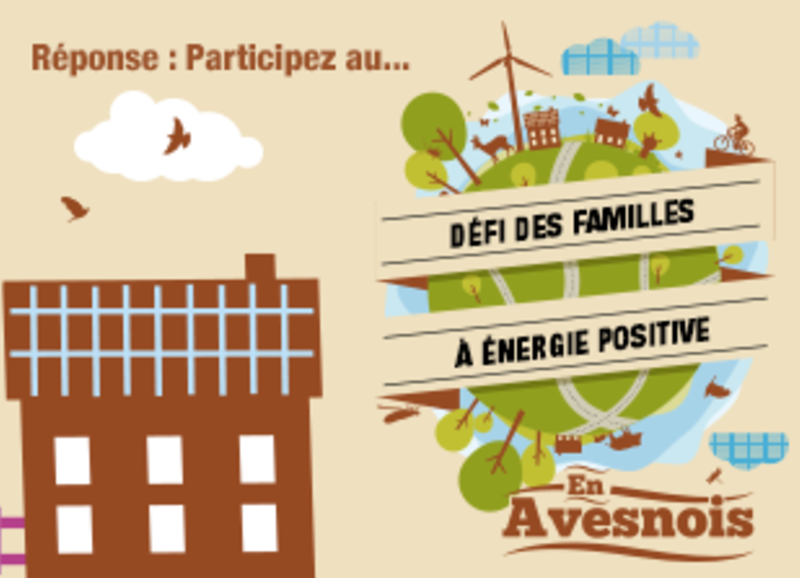 Réponse : Participez au...
DÉFI DES FAMILLES
À ÉNERGIE POSITIVE
En
Avesnois